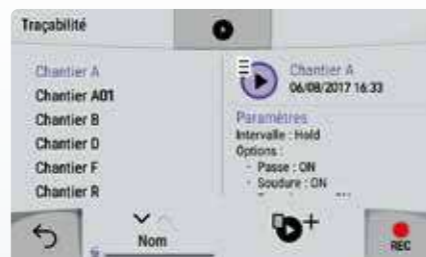 Traçabilité
Chantier A
Chantier A01
Chantier B
Chantier D
Chantier F
Chantier R
Chantier A
06/08/2017 16:33
Paramètres
Intervalle : Hold
Options :
- Passe : ON
- Soudure : ON
Nom
REC